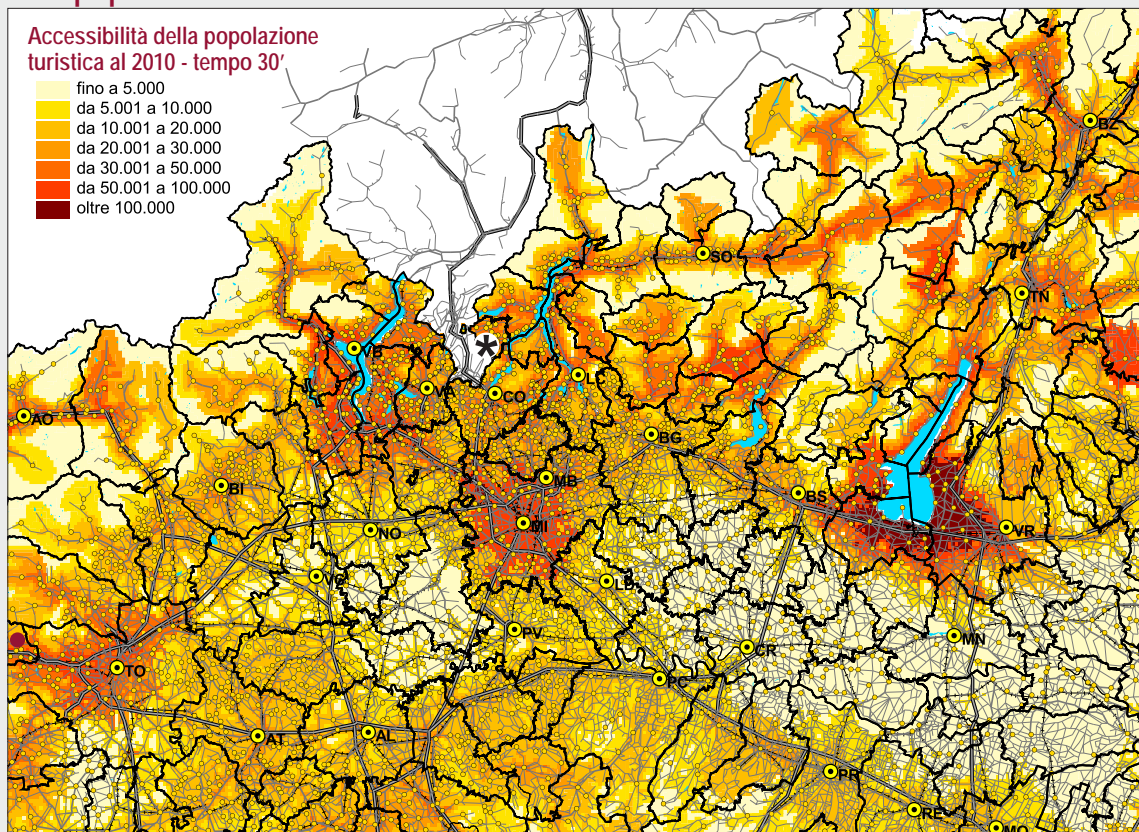 Accessibilità della popolazione
turistica al 2010 - tempo 30'
fino a 5.000
da 5.001 a 10.000
da 10.001 a 20.000
da 20.001 a 30.000
da 30.001 a 50.000
da 50.001 a 100.000
oltre 100.000
BZ
SO
TN
VB
LC
VA
CO
AO
BG
MB
BI
BS
MI
VR
NO
VC
LO
PV
MN
CR
TO
PC
AT
AL
PR
RE